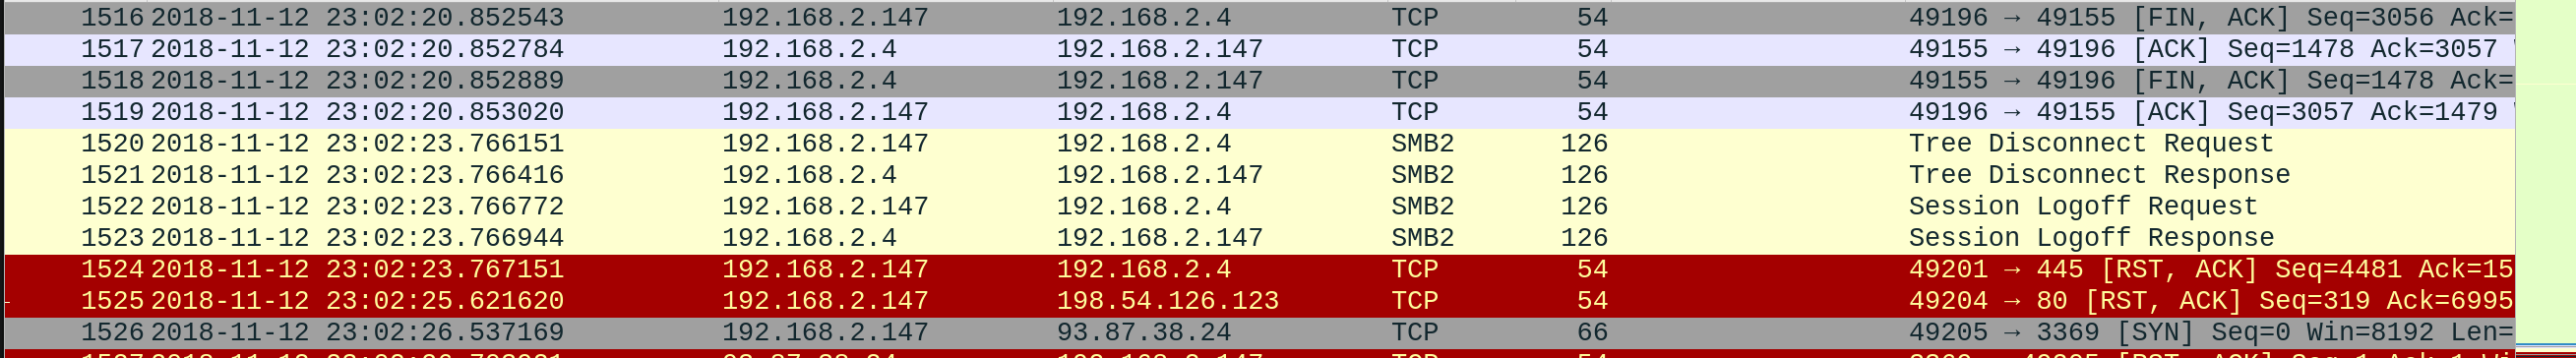 1516 2018-11-12 23:02:20.852543 192.168.2.147 192.168.2.4 TCP 54 49196 → 49155 [FIN, ACK] Seq=3056 Ack=
1517 2018-11-12 23:02:20.852784 192.168.2.4 192.168.2.147 TCP 54 49155 → 49196 [ACK] Seq=1478 Ack=3057
1518 2018-11-12 23:02:20.852889 192.168.2.4 192.168.2.147 TCP 54 49155 → 49196 [FIN, ACK] Seq=1478 Ack=
1519 2018-11-12 23:02:20.853020 192.168.2.147 192.168.2.4 TCP 54 49196 → 49155 [ACK] Seq=3057 Ack=1479
1520 2018-11-12 23:02:23.766151 192.168.2.147 192.168.2.4 SMB2 126 Tree Disconnect Request
1521 2018-11-12 23:02:23.766416 192.168.2.4 192.168.2.147 SMB2 126 Tree Disconnect Response
1522 2018-11-12 23:02:23.766772 192.168.2.147 192.168.2.4 SMB2 126 Session Logoff Request
1523 2018-11-12 23:02:23.766944 192.168.2.4 192.168.2.147 SMB2 126 Session Logoff Response
1524 2018-11-12 23:02:23.767151 192.168.2.147 192.168.2.4 TCP 54 49201 → 445 [RST, ACK] Seq=4481 Ack=15
1525 2018-11-12 23:02:25.621620 192.168.2.147 198.54.126.123 TCP 54 49204 → 80 [RST, ACK] Seq=319 Ack=6995
1526 2018-11-12 23:02:26.537169 192.168.2.147 93.87.38.24 TCP 66 49205 → 3369 [SYN] Seq=0 Win=8192 Len=